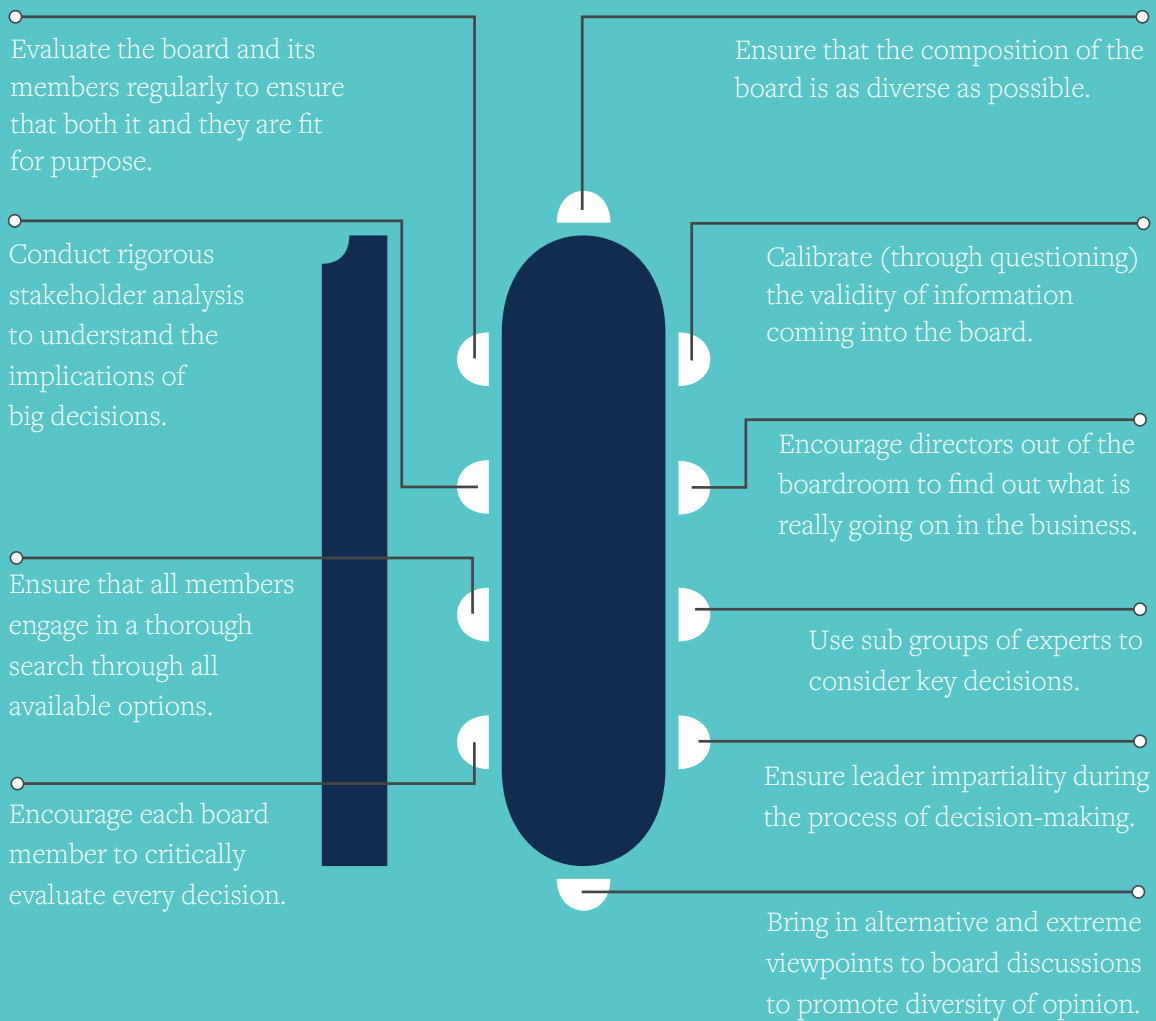 Evaluate the board and its
members regularly to ensure
that both it and they are fit
for purpose.
Conduct rigorous
stakeholder analysis
to understand the
implications of
big decisions.
Ensure that all members
engage in a thorough
search through all
available options.
Encourage each board
member to critically
evaluate every decision.
Ensure that the composition of the
board is as diverse as possible.
Calibrate (through questioning)
the validity of information
coming into the board.
Encourage directors out of the
boardroom to find out what is
really going on in the business.
Use sub groups of experts to
consider key decisions.
Ensure leader impartiality during
the process of decision-making.
Bring in alternative and extreme
viewpoints to board discussions
to promote diversity of opinion.